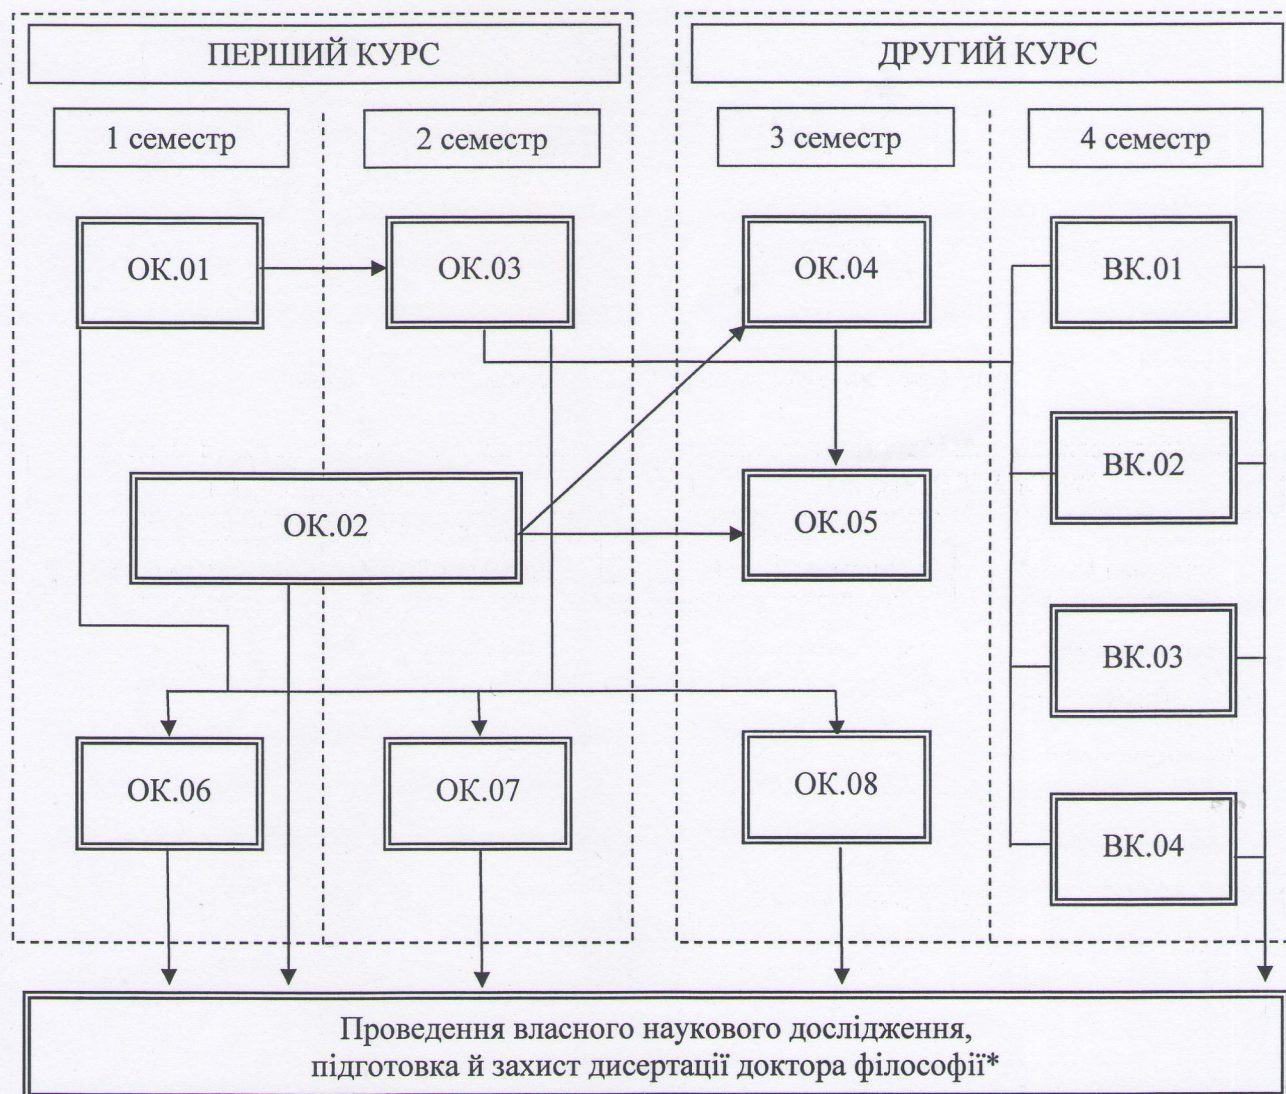 ПЕРШИЙ КУРС
ДРУГИЙ КУРС
1 семестр
2 семестр
3 семестр
4 семестр
ОК.01
ОК.03
ОК.04
ВК.01
ВК.02
ОК.02
ОК.05
ВК.03
ОК.06
ОК.07
ОК.08
ВК.04
Проведення власного наукового дослідження,
підготовка й захист дисертації доктора філософії*